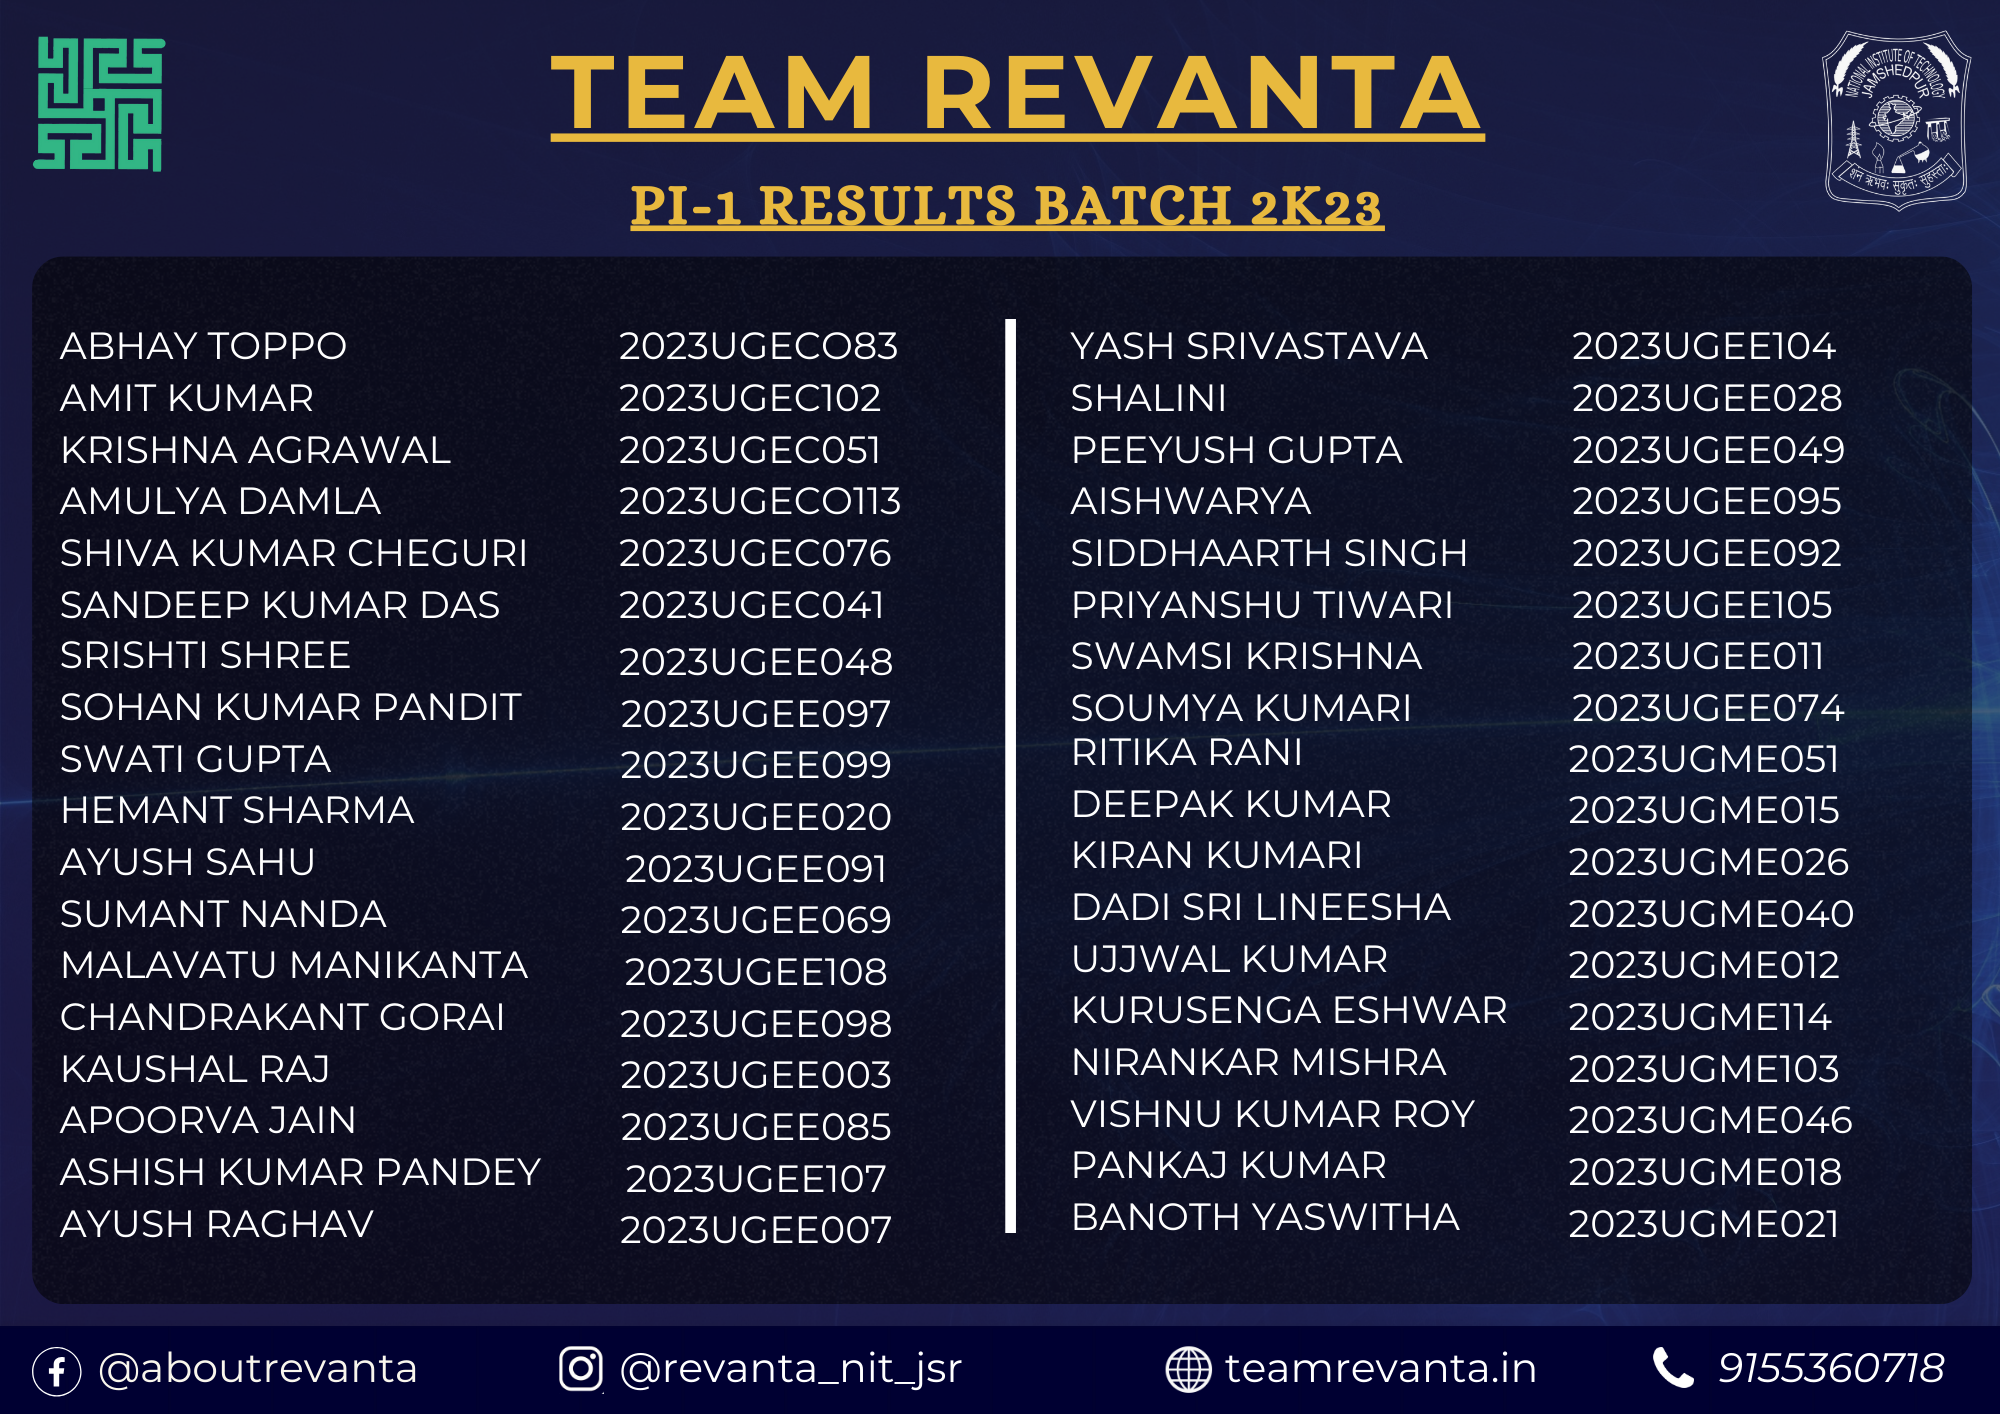 TEAM REVANTA
NATIONAL INSTITUTE OF TECHNOLOGY
JAMSHEDPUR
PI-1 RESULTS BATCH 2K23
ABHAY TOPPO 2023UGECO83
AMIT KUMAR 2023UGEC102
KRISHNA AGRAWAL 2023UGEC051
AMULYA DAMLA 2023UGECO113
SHIVA KUMAR CHEGURI 2023UGEC076
SANDEEP KUMAR DAS 2023UGEC041
SRISHTI SHREE 2023UGEE048
SOHAN KUMAR PANDIT 2023UGEE097
SWATI GUPTA 2023UGEE099
HEMANT SHARMA 2023UGEE020
AYUSH SAHU 2023UGEE091
SUMANT NANDA 2023UGEE069
MALAVATU MANIKANTA 2023UGEE108
CHANDRAKANT GORAI 2023UGEE098
KAUSHAL RAJ 2023UGEE003
APOORVA JAIN 2023UGEE085
ASHISH KUMAR PANDEY 2023UGEE107
AYUSH RAGHAV 2023UGEE007
YASH SRIVASTAVA 2023UGEE104
SHALINI 2023UGEE028
PEEYUSH GUPTA 2023UGEE049
AISHWARYA 2023UGEE095
SIDDHAARTH SINGH 2023UGEE092
PRIYANSHU TIWARI 2023UGEE105
SWAMSI KRISHNA 2023UGEE011
SOUMYA KUMARI 2023UGEE074
RITIKA RANI 2023UGME051
DEEPAK KUMAR 2023UGME015
KIRAN KUMARI 2023UGME026
DADI SRI LINEESHA 2023UGME040
UJJWAL KUMAR 2023UGME012
KURUSENGA ESHWAR 2023UGME114
NIRANKAR MISHRA 2023UGME103
VISHNU KUMAR ROY 2023UGME046
PANKAJ KUMAR 2023UGME018
BANOTH YASWITHA 2023UGME021
@aboutrevanta @revanta_nit_jsr teamrevanta.in 9155360718